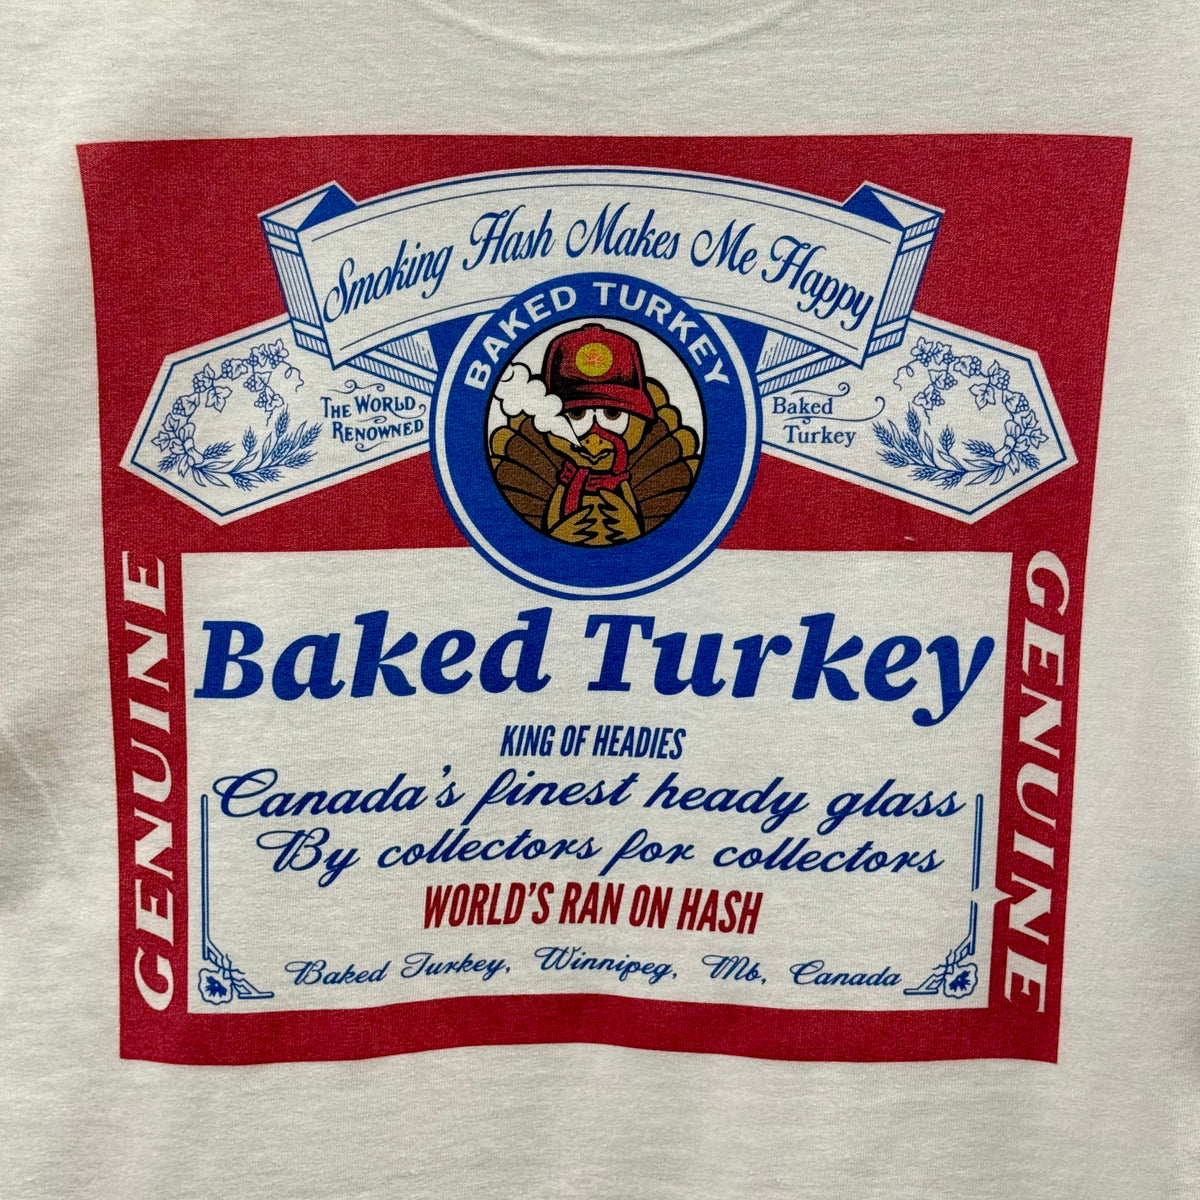 Smoking Hash Makes Me Happy
BAKED TURKEY
THE WORLD
RENOWNED
Baked
Turkey
GENUINE
GENUINE
Baked Turkey
KING OF HEADIES
Canada's finest heady glass
By collectors for collectors
WORLD'S RAN ON HASH
Baked Turkey, Winnipeg, Mb, Canada